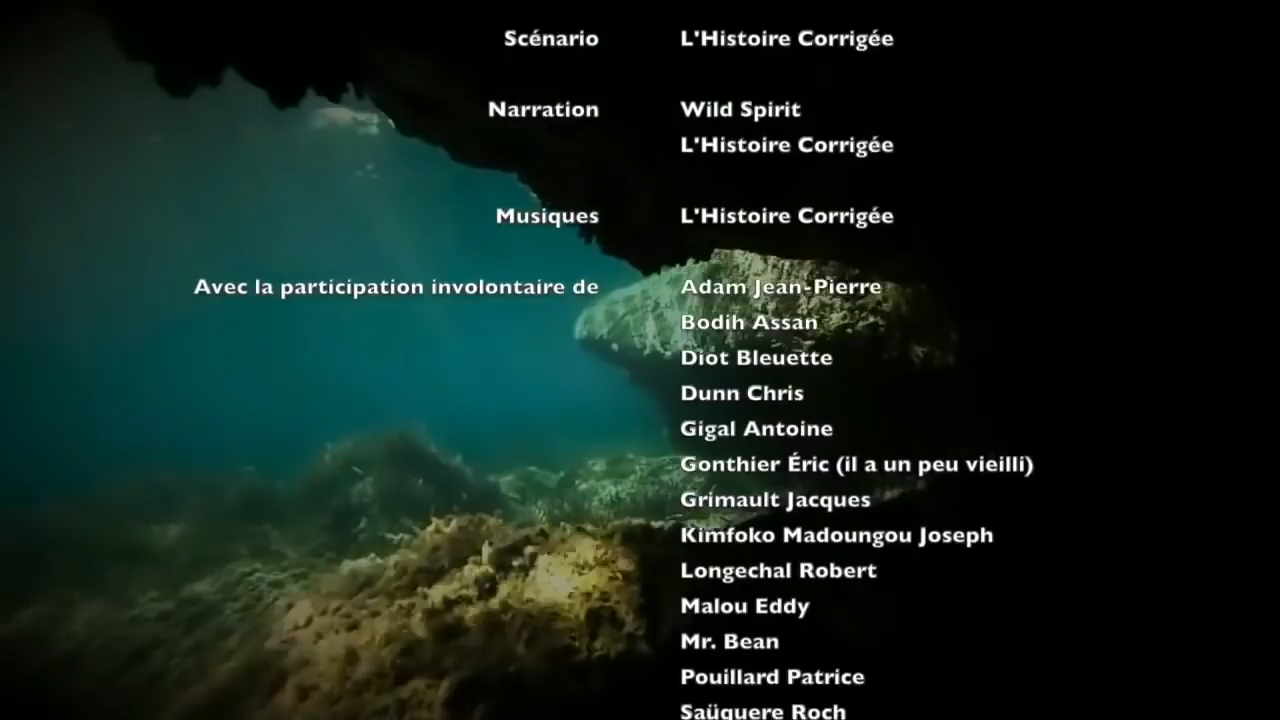 Scénario L'Histoire Corrigée
Narration Wild Spirit
L'Histoire Corrigée
Musiques L'Histoire Corrigée
Avec la participation involontaire de Adam Jean-Pierre
Bodih Assan
Diot Bleuette
Dunn Chris
Gigal Antoine
Gonthier Éric (il a un peu vieilli)
Grimault Jacques
Kimfoko Madoungou Joseph
Longechal Robert
Malou Eddy
Mr. Bean
Pouillard Patrice
Saüquere Roch